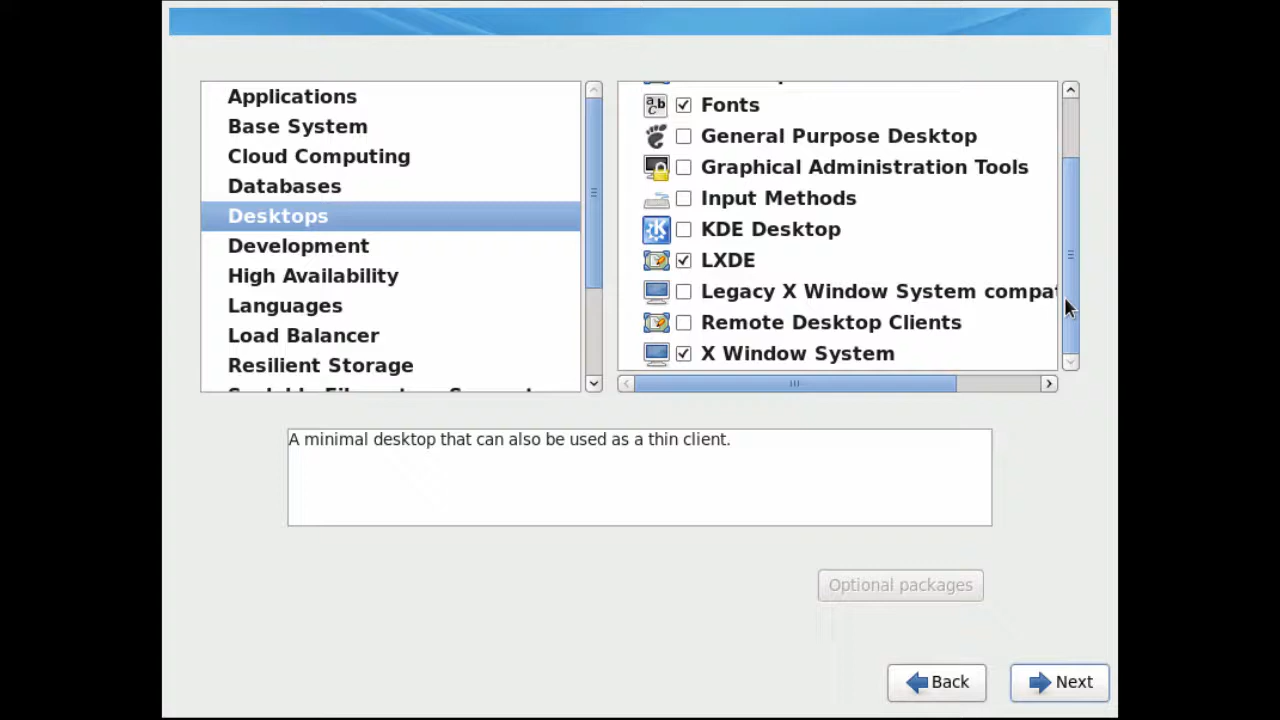 Applications
Base System
Cloud Computing
Databases
Desktops
Development
High Availability
Languages
Load Balancer
Resilient Storage
Fonts
General Purpose Desktop
Graphical Administration Tools
Input Methods
KDE Desktop
LXDE
Legacy X Window System compat
Remote Desktop Clients
X Window System
A minimal desktop that can also be used as a thin client.
Optional packages
Back
Next